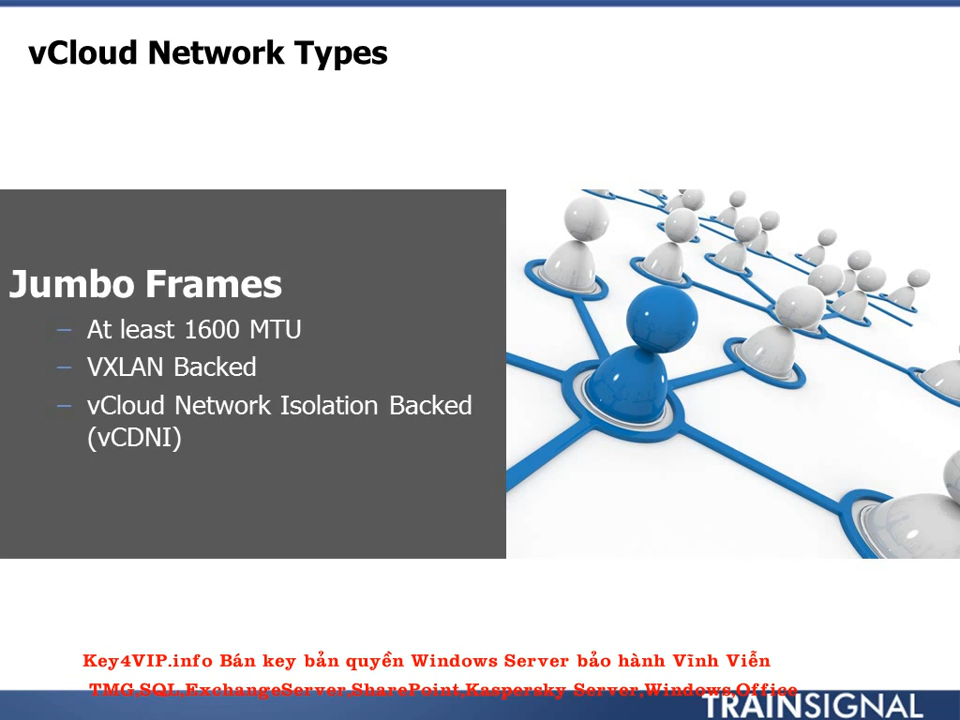 vCloud Network Types
Jumbo Frames
– At least 1600 MTU
– VXLAN Backed
– vCloud Network Isolation Backed
(vCDNI)
Key4VIP.info Bán key bản quyền Windows Server bảo hành Vĩnh Viễn
TMG,SQL,ExchangeServer,SharePoint,Kaspersky Server,Windows,Office
TRAINSIGNAL